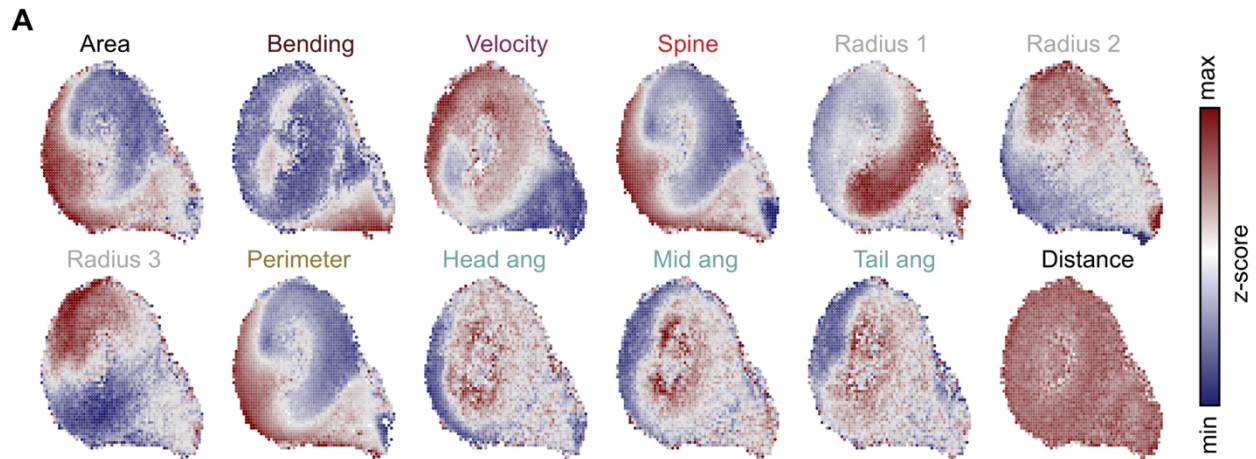 A
Area Bending Velocity Spine Radius 1 Radius 2
Radius 3 Perimeter Head ang Mid ang Tail ang Distance
max
z-score
min